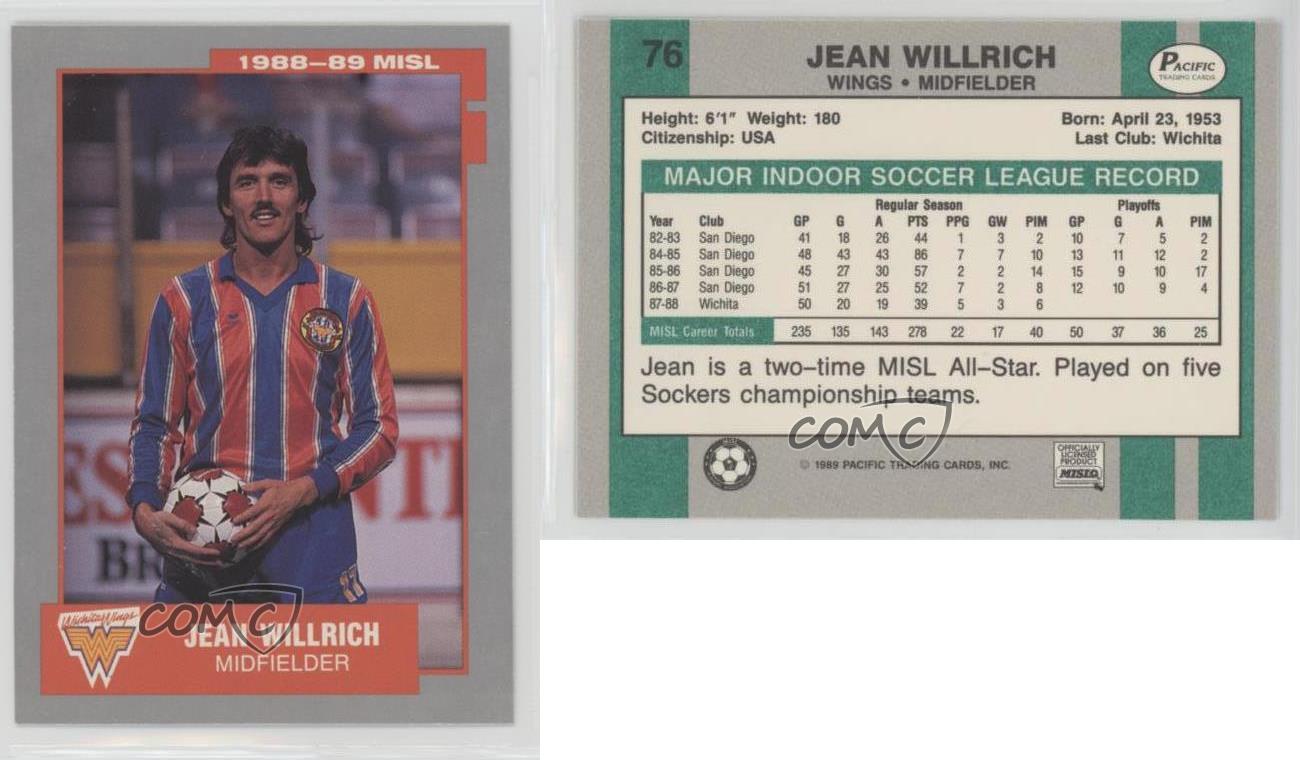 1988-89 MISL
ES ENTI
BR
17
Wichita Wings
W
JEAN WILLRICH
MIDFIELDER
COMC
76
JEAN WILLRICH
WINGS • MIDFIELDER
PACIFIC
TRADING CARDS
Height: 6'1" Weight: 180 Born: April 23, 1953
Citizenship: USA Last Club: Wichita
MAJOR INDOOR SOCCER LEAGUE RECORD
Regular Season Playoffs
Year Club GP G A PTS PPG GW PIM GP G A PIM
82-83 San Diego 41 18 26 44 1 3 2 10 7 5 2
84-85 San Diego 48 43 43 86 7 7 10 13 11 12 2
85-86 San Diego 45 27 30 57 2 2 14 15 9 10 17
86-87 San Diego 51 27 25 52 7 2 8 12 10 9 4
87-88 Wichita 50 20 19 39 5 3 6
MISL Career Totals 235 135 143 278 22 17 40 50 37 36 25
Jean is a two-time MISL All-Star. Played on five
Sockers championship teams.
COMC
© 1989 PACIFIC TRADING CARDS, INC.
OFFICIALLY
LICENSED
PRODUCT
MISL